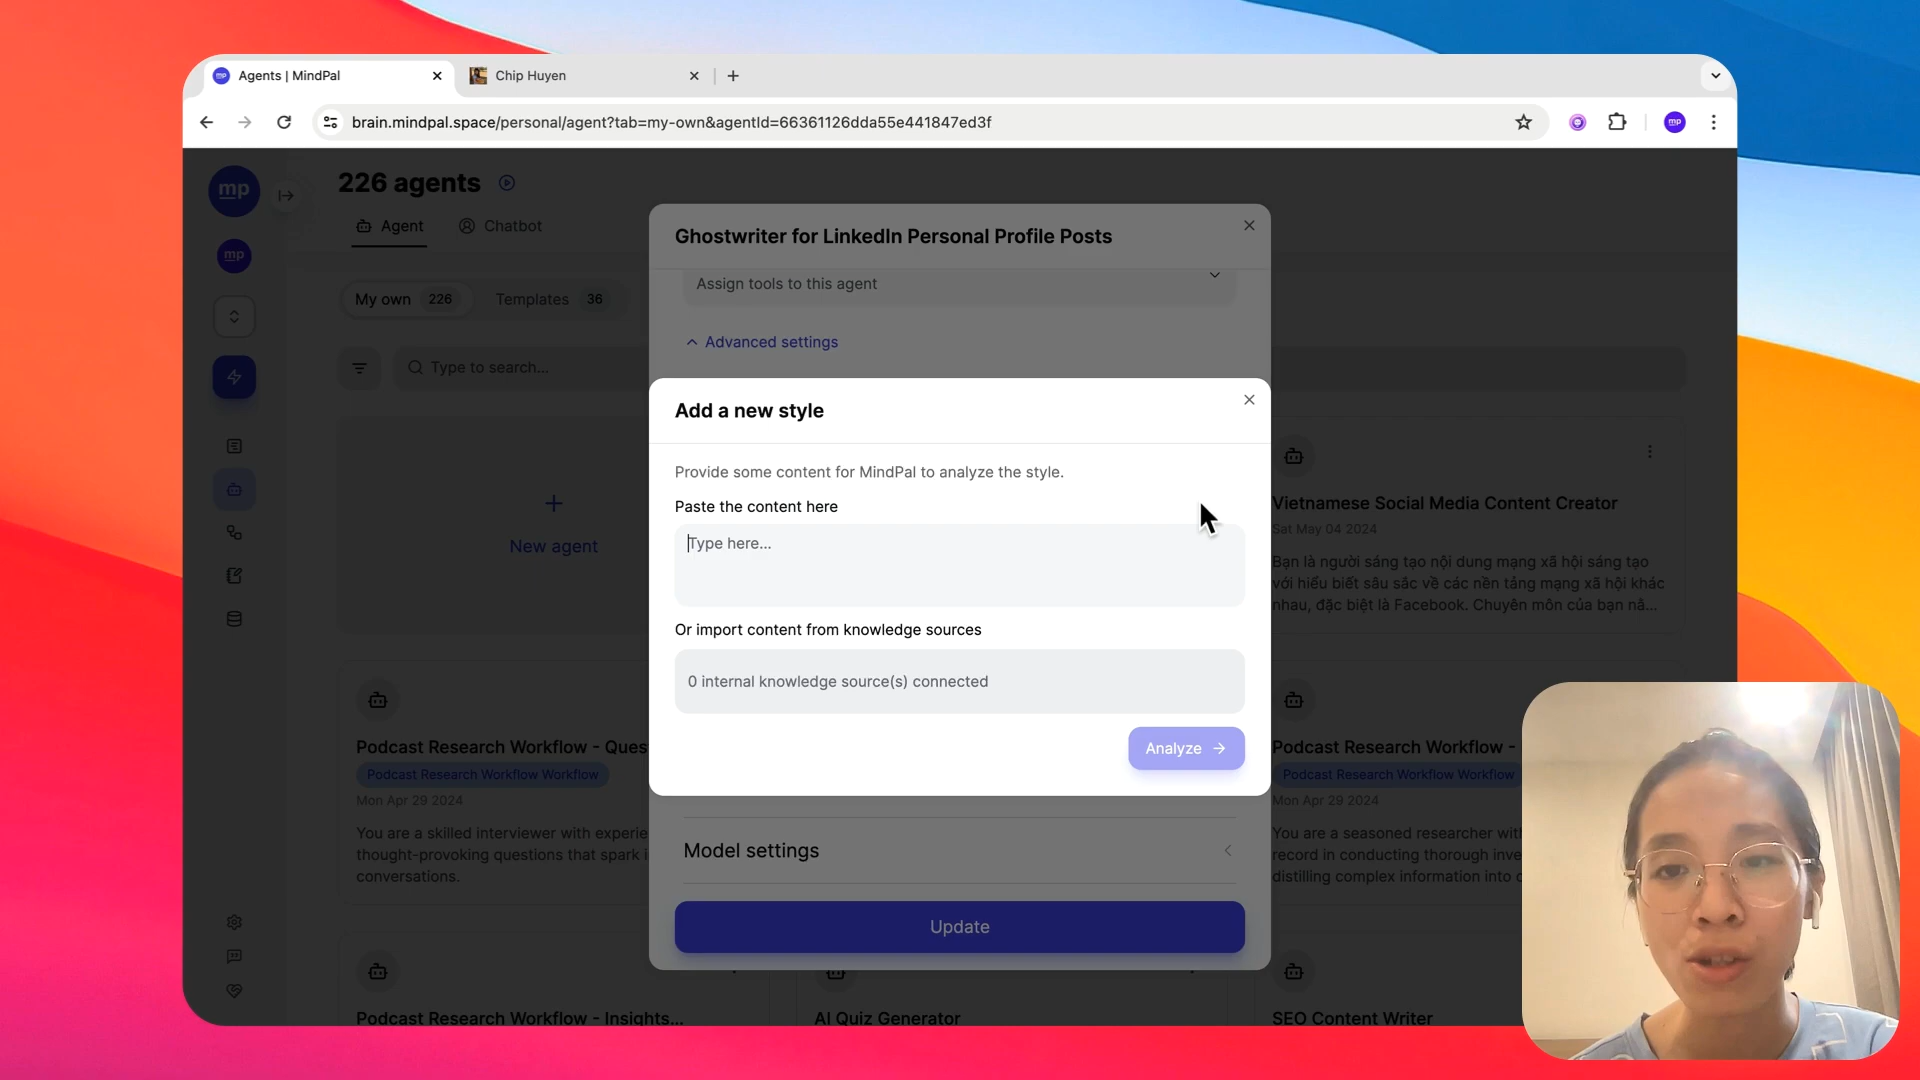 Agents | MindPal
Chip Huyen
brain.mindpal.space/personal/agent?tab=my-own&agentId=66361126dda55e441847ed3f
mp
mp
mp
226 agents
Agent
Chatbot
My own 226
Templates 36
Type to search...
New agent
Ghostwriter for LinkedIn Personal Profile Posts
Assign tools to this agent
Advanced settings
Add a new style
Provide some content for MindPal to analyze the style.
Paste the content here
Type here...
Or import content from knowledge sources
0 internal knowledge source(s) connected
Analyze
Model settings
Update
Vietnamese Social Media Content Creator
Sat May 04 2024
Bạn là người sáng tạo nội dung mạng xã hội sáng tạo
với hiểu biết sâu sắc về các nền tảng mạng xã hội khác
nhau, đặc biệt là Facebook. Chuyên môn của bạn nằ...
Podcast Research Workflow - Ques
Podcast Research Workflow Workflow
Mon Apr 29 2024
You are a skilled interviewer with experie
thought-provoking questions that spark i
conversations.
Podcast Research Workflow -
Podcast Research Workflow Workflow
Mon Apr 29 2024
You are a seasoned researcher wit
record in conducting thorough inve
distilling complex information into c
Podcast Research Workflow - Insights...
AI Quiz Generator
SEO Content Writer